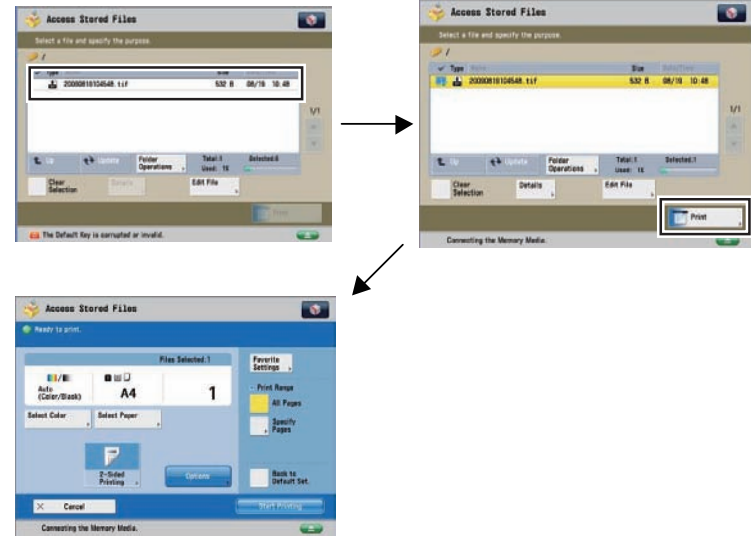 Access Stored Files
Select a file and specify the purpose.
/
Type Name Size Date/Time
20080818104548.tif 532 B 08/18 10:48
1/1
Up Update Folder Operations Total:1 Used: 1% Selected:0
Clear Selection Details Edit File
Print
The Default Key is corrupted or invalid.
Access Stored Files
Select a file and specify the purpose.
/
Type Name Size Date/Time
20080818104548.tif 532 B 08/18 10:48
1/1
Up Update Folder Operations Total:1 Used: 1% Selected:1
Clear Selection Details Edit File
Print
Connecting the Memory Media.
Access Stored Files
Ready to print.
Files Selected:1
Auto (Color/Black)
A4
1
Select Color
Select Paper
2-Sided Printing
Options
Favorite Settings
Print Range
All Pages
Specify Pages
Back to Default Set.
Cancel
Start Printing
Connecting the Memory Media.